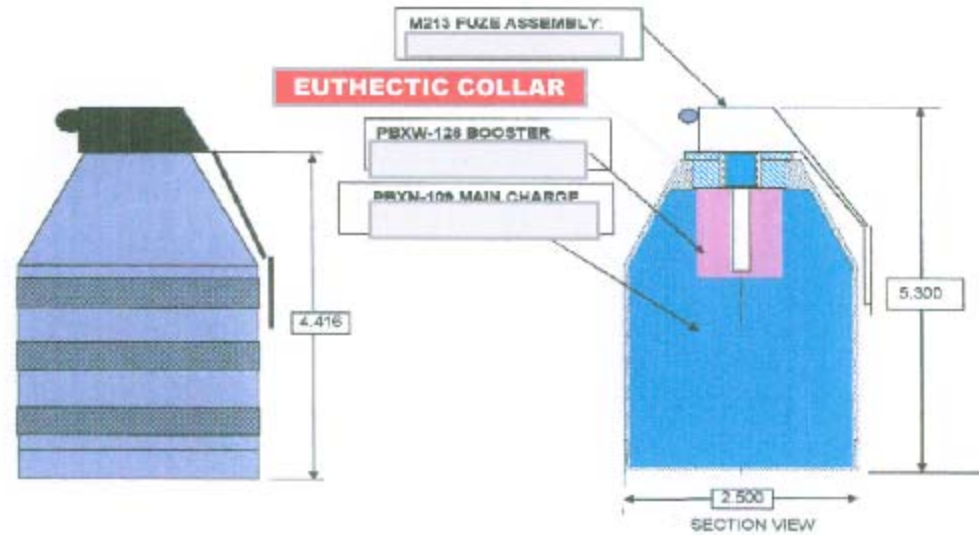 M213 FUZE ASSEMBLY:
EUTHECTIC COLLAR
PBXW-128 BOOSTER
PBXN-109 MAIN CHARGE
4.416
5.300
2.500
SECTION VIEW